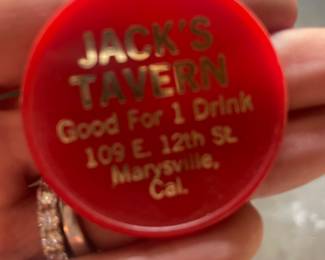 JACK'S
TAVERN
Good For 1 Drink
109 E. 12th St.
Marysville,
Cal.